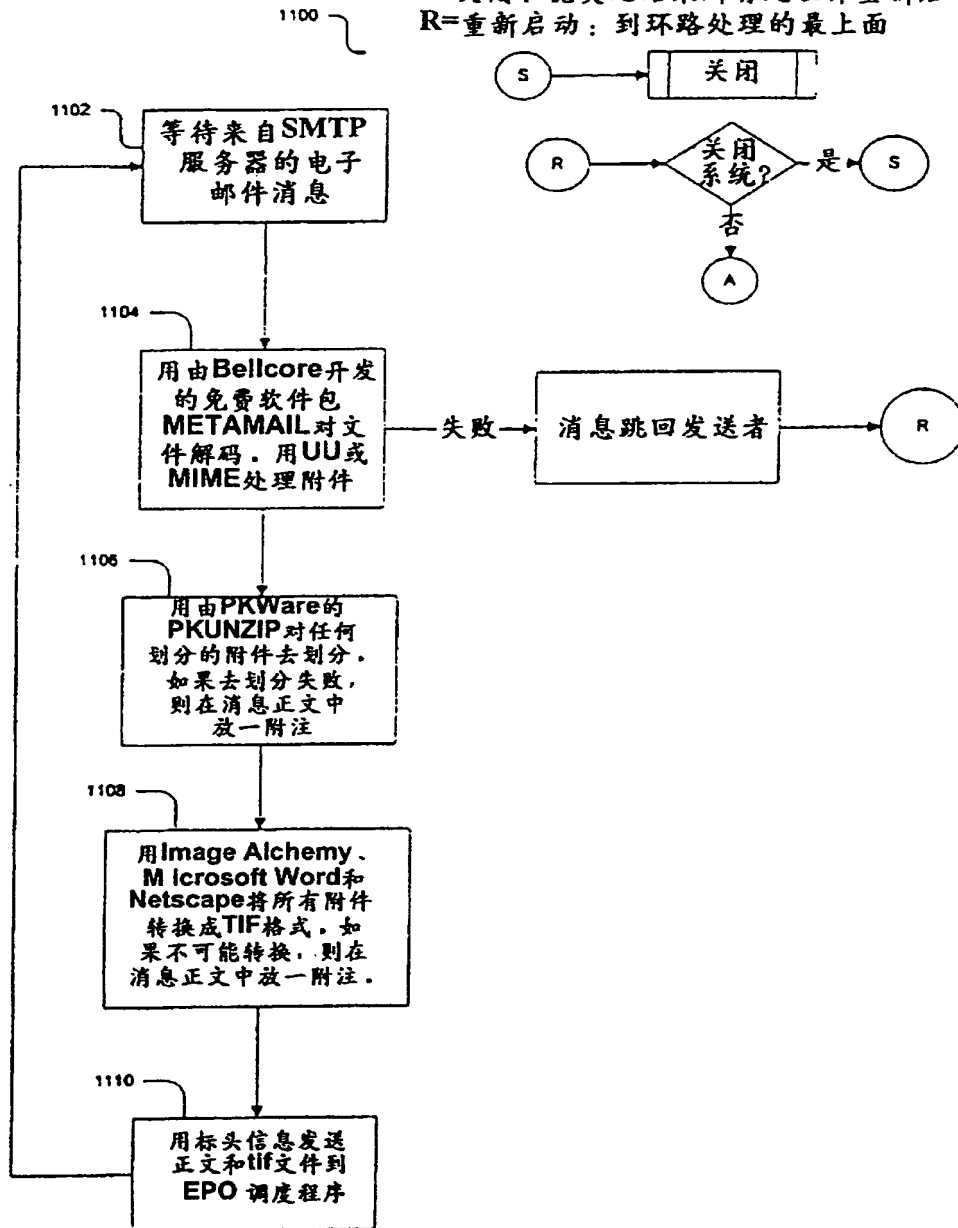 1100
R=重新启动：到环路处理的最上面
S
关闭
R
关闭
系统?
是
S
否
A
1102
等待来自SMTP
服务器的电子
邮件消息
1104
用由Bellcore开发
的免费软件包
METAMAIL对文
件解码．用UU或
MIME处理附件
失败
消息跳回发送者
R
1106
用由PKWare的
PKUNZIP对任何
划分的附件去划分．
如果去划分失败，
则在消息正文中
放一附注
1108
用Image Alchemy、
Microsoft Word和
Netscape将所有附件
转换成TIF格式．如
果不可能转换，则在
消息正文中放一附注．
1110
用标头信息发送
正文和tif文件到
EPO 调度程序